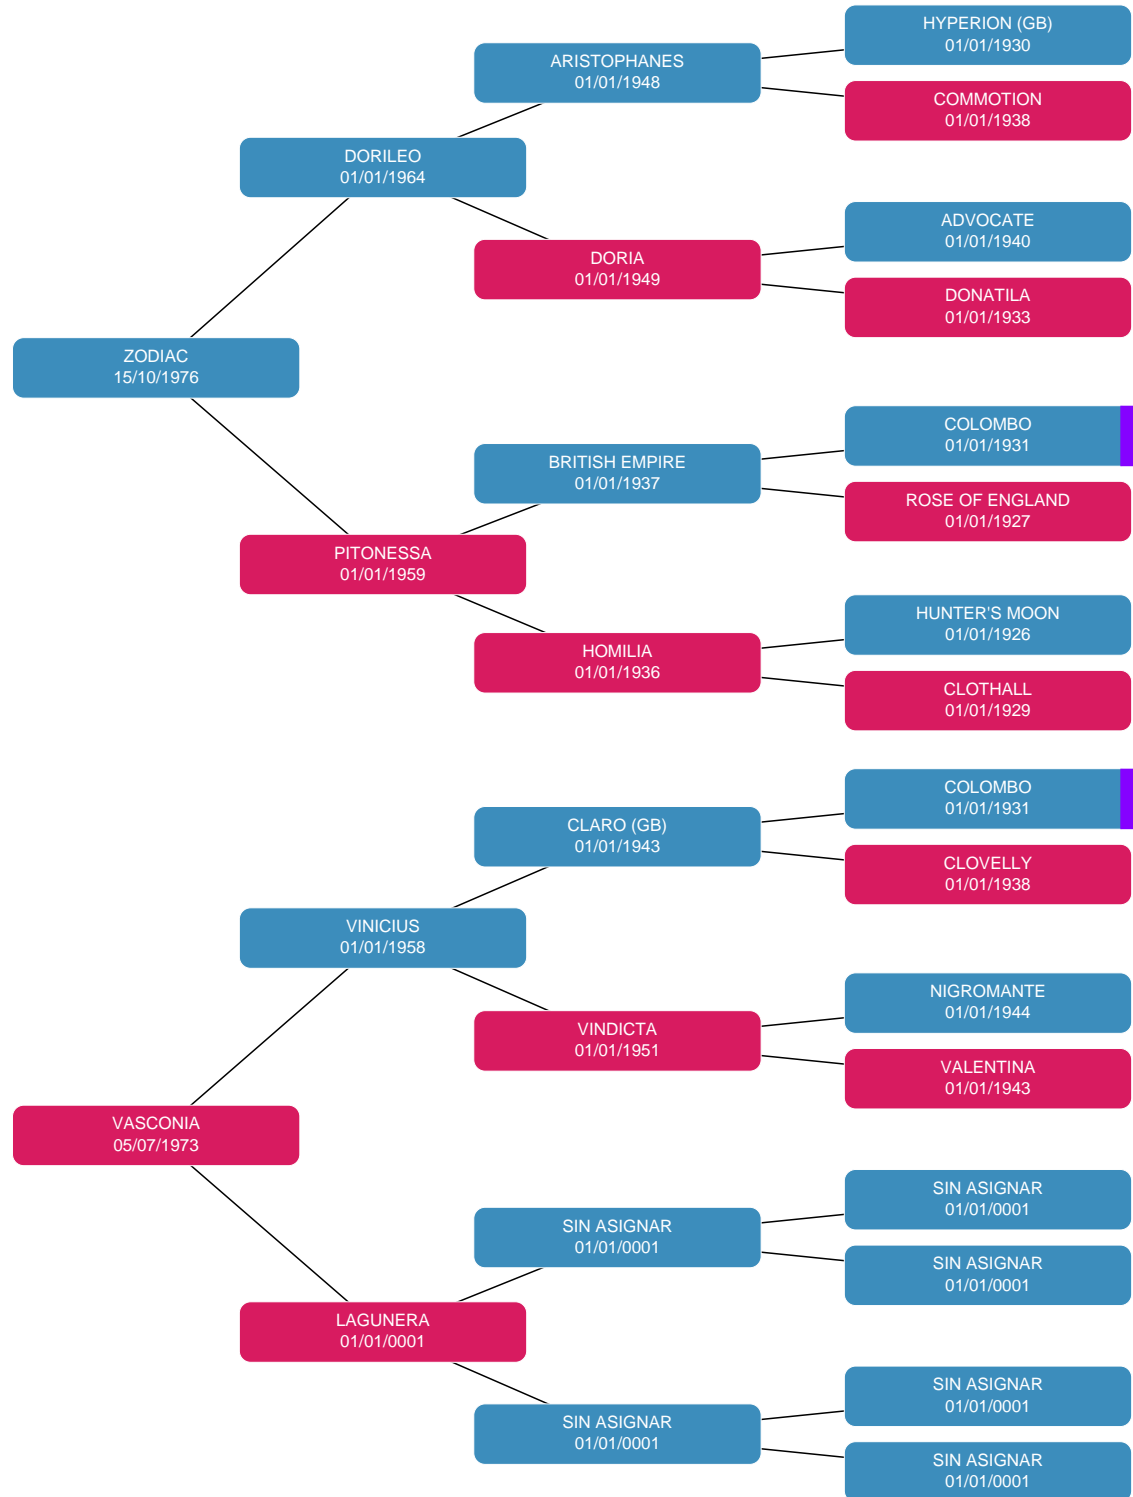 HYPERION (GB)
01/01/1930
ARISTOPHANES
01/01/1948
COMMOTION
01/01/1938
DORILEO
01/01/1964
ADVOCATE
01/01/1940
DORIA
01/01/1949
DONATILA
01/01/1933
ZODIAC
15/10/1976
COLOMBO
01/01/1931
BRITISH EMPIRE
01/01/1937
ROSE OF ENGLAND
01/01/1927
PITONESSA
01/01/1959
HUNTER'S MOON
01/01/1926
HOMILIA
01/01/1936
CLOTHALL
01/01/1929
COLOMBO
01/01/1931
CLARO (GB)
01/01/1943
CLOVELLY
01/01/1938
VINICIUS
01/01/1958
NIGROMANTE
01/01/1944
VINDICTA
01/01/1951
VALENTINA
01/01/1943
VASCONIA
05/07/1973
SIN ASIGNAR
01/01/0001
SIN ASIGNAR
01/01/0001
SIN ASIGNAR
01/01/0001
LAGUNERA
01/01/0001
SIN ASIGNAR
01/01/0001
SIN ASIGNAR
01/01/0001
SIN ASIGNAR
01/01/0001